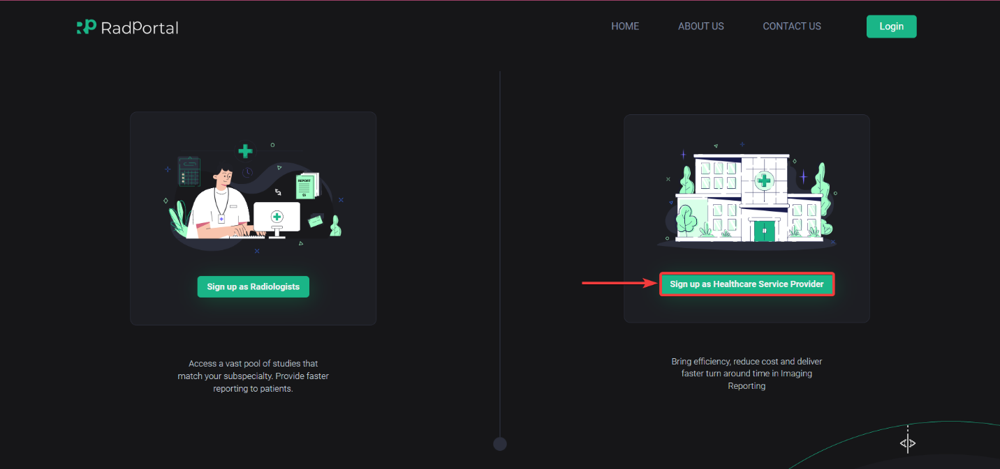 RadPortal
HOME
ABOUT US
CONTACT US
Login
REPORT
Sign up as Radiologists
Access a vast pool of studies that
match your subspecialty. Provide faster
reporting to patients.
Sign up as Healthcare Service Provider
Bring efficiency, reduce cost and deliver
faster turn around time in Imaging
Reporting